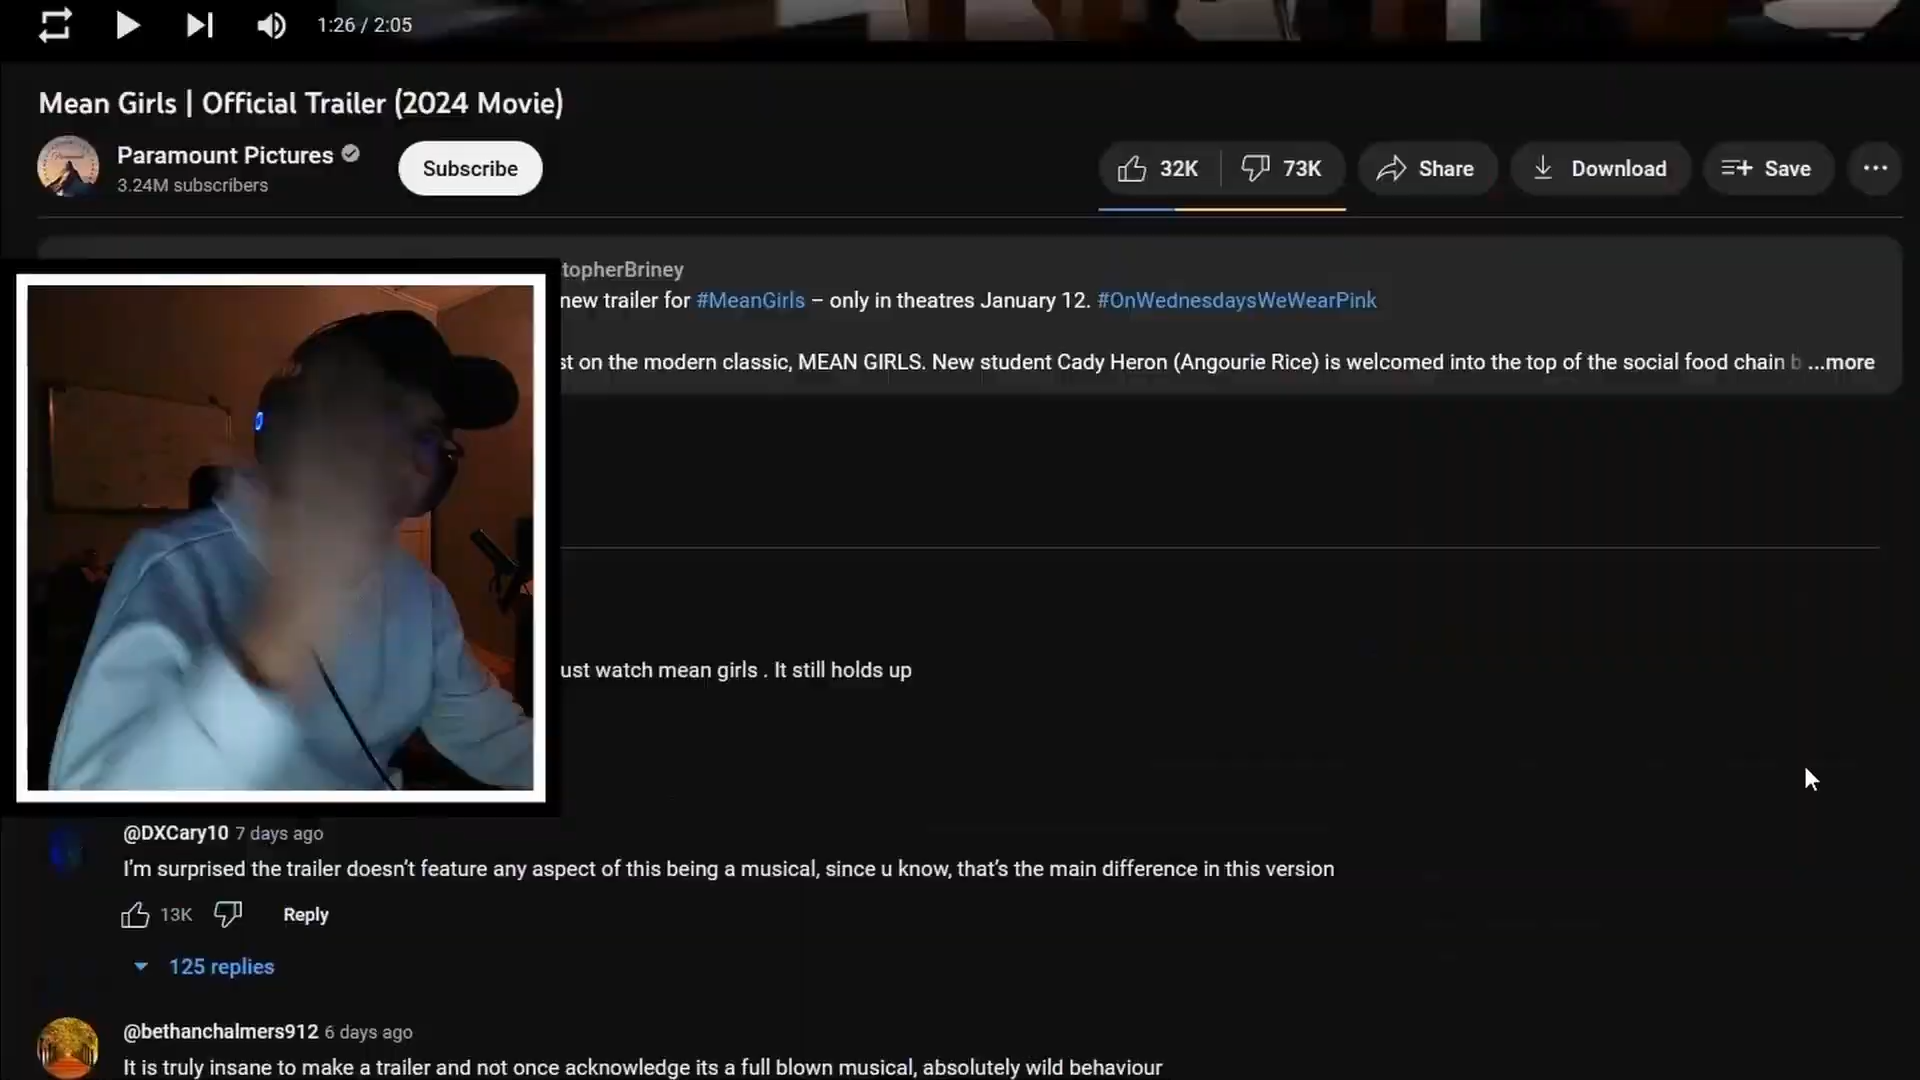 1:26 / 2:05
Mean Girls | Official Trailer (2024 Movie)
Paramount Pictures
3.24M subscribers
Subscribe
32K
73K
Share
Download
Save
topherBriney
new trailer for #MeanGirls – only in theatres January 12. #OnWednesdaysWeWearPink
st on the modern classic, MEAN GIRLS. New student Cady Heron (Angourie Rice) is welcomed into the top of the social food chain b ...more
ust watch mean girls . It still holds up
@DXCary10 7 days ago
I’m surprised the trailer doesn’t feature any aspect of this being a musical, since u know, that’s the main difference in this version
13K
Reply
125 replies
@bethanchalmers912 6 days ago
It is truly insane to make a trailer and not once acknowledge its a full blown musical, absolutely wild behaviour